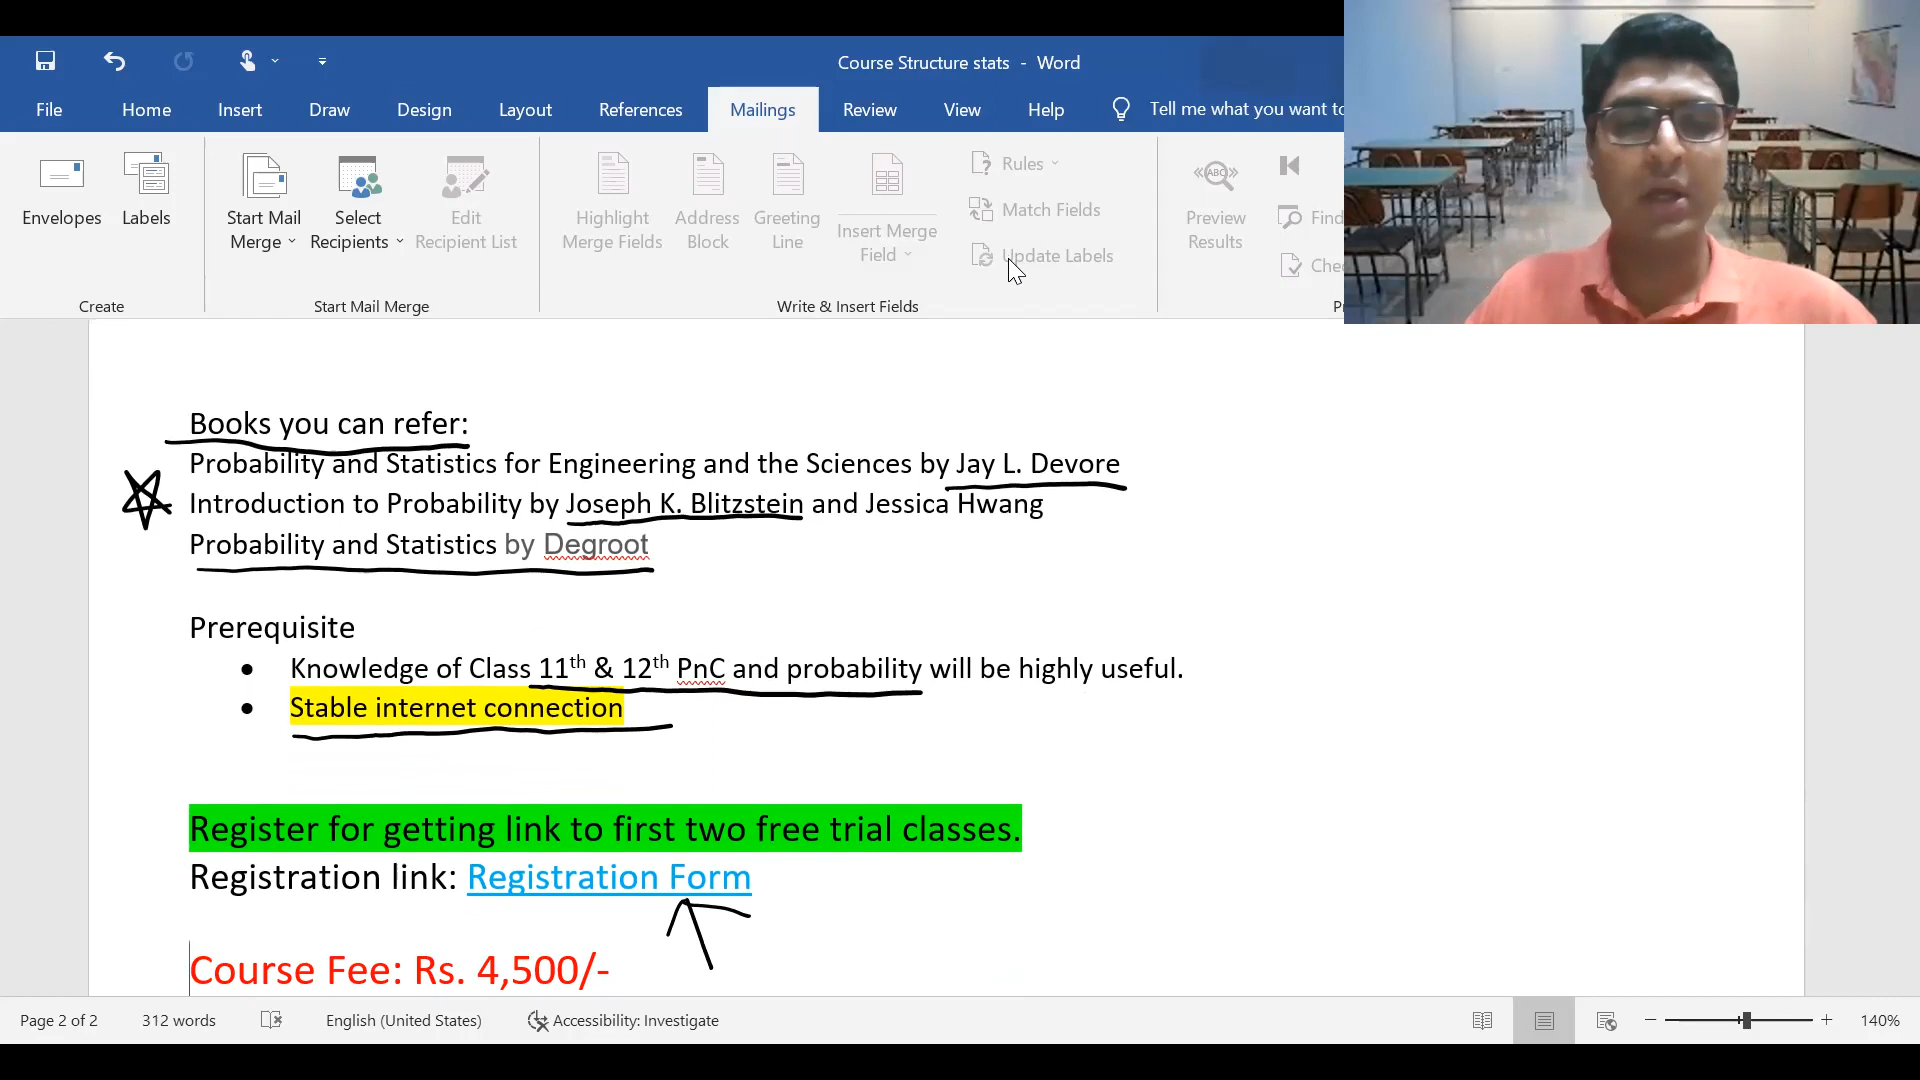 Course Structure stats - Word
File Home Insert Draw Design Layout References Mailings Review View Help Tell me what you want to
Envelopes Labels Start Mail Merge Select Recipients Edit Recipient List Highlight Merge Fields Address Block Greeting Line Insert Merge Field Rules Match Fields Update Labels ABC Preview Results Find
Create Start Mail Merge Write & Insert Fields
Books you can refer:
Probability and Statistics for Engineering and the Sciences by Jay L. Devore
Introduction to Probability by Joseph K. Blitzstein and Jessica Hwang
Probability and Statistics by Degroot
Prerequisite
• Knowledge of Class 11th & 12th PnC and probability will be highly useful.
• Stable internet connection
Register for getting link to first two free trial classes.
Registration link: Registration Form
Course Fee: Rs. 4,500/-
Page 2 of 2 312 words English (United States) Accessibility: Investigate 140%